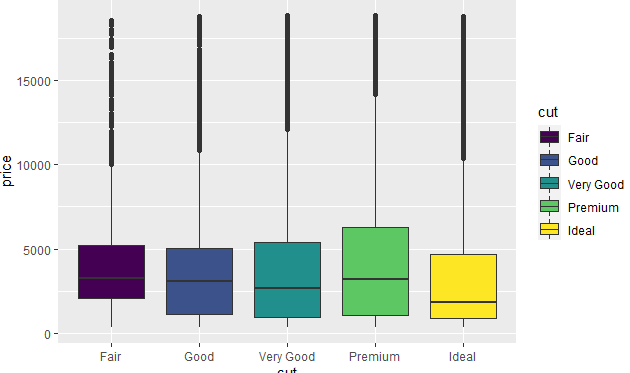 price
15000
10000
5000
0
Fair Good Very Good Premium Ideal
cut
cut
Fair
Good
Very Good
Premium
Ideal